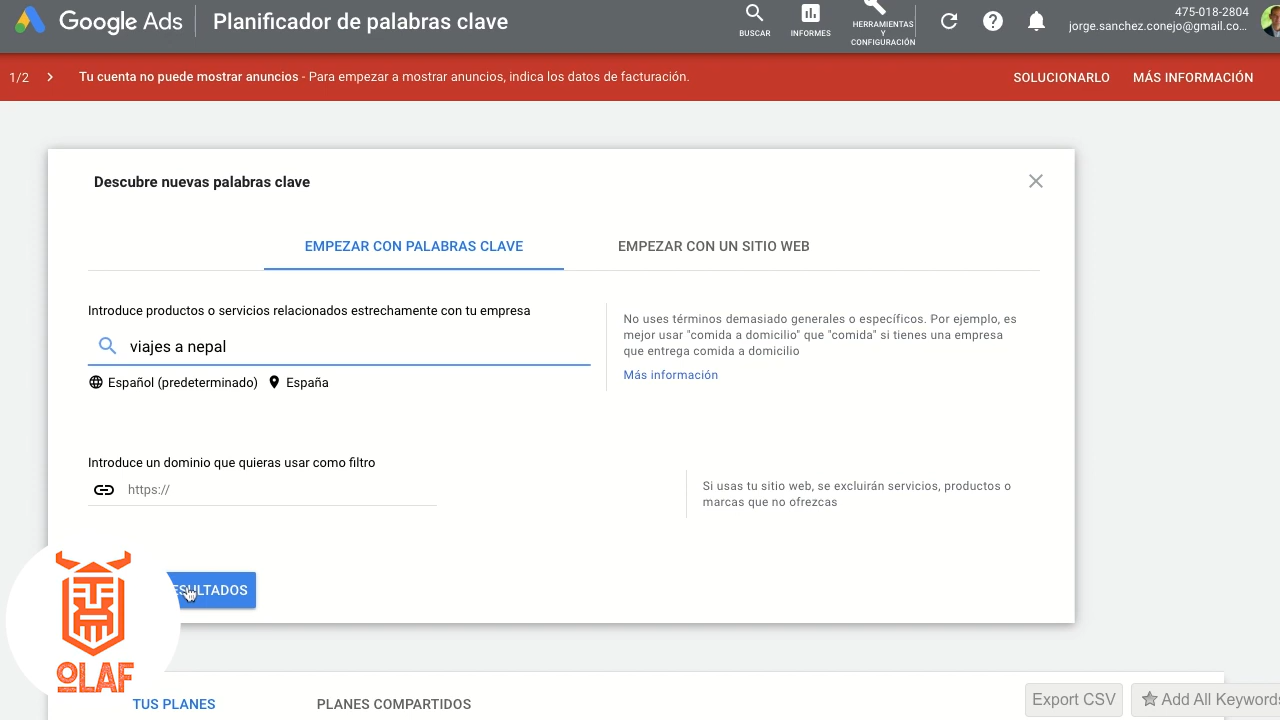 Google Ads
Planificador de palabras clave
BUSCAR
INFORMES
HERRAMIENTAS
Y
CONFIGURACIÓN
475-018-2804
jorge.sanchez.conejo@gmail.co...
1/2
Tu cuenta no puede mostrar anuncios - Para empezar a mostrar anuncios, indica los datos de facturación.
SOLUCIONARLO
MÁS INFORMACIÓN
Descubre nuevas palabras clave
EMPEZAR CON PALABRAS CLAVE
EMPEZAR CON UN SITIO WEB
Introduce productos o servicios relacionados estrechamente con tu empresa
viajes a nepal
Español (predeterminado)
España
No uses términos demasiado generales o específicos. Por ejemplo, es
mejor usar "comida a domicilio" que "comida" si tienes una empresa
que entrega comida a domicilio
Más información
Introduce un dominio que quieras usar como filtro
https://
Si usas tu sitio web, se excluirán servicios, productos o
marcas que no ofrezcas
ESULTADOS
OLAF
TUS PLANES
PLANES COMPARTIDOS
Export CSV
Add All Keywords